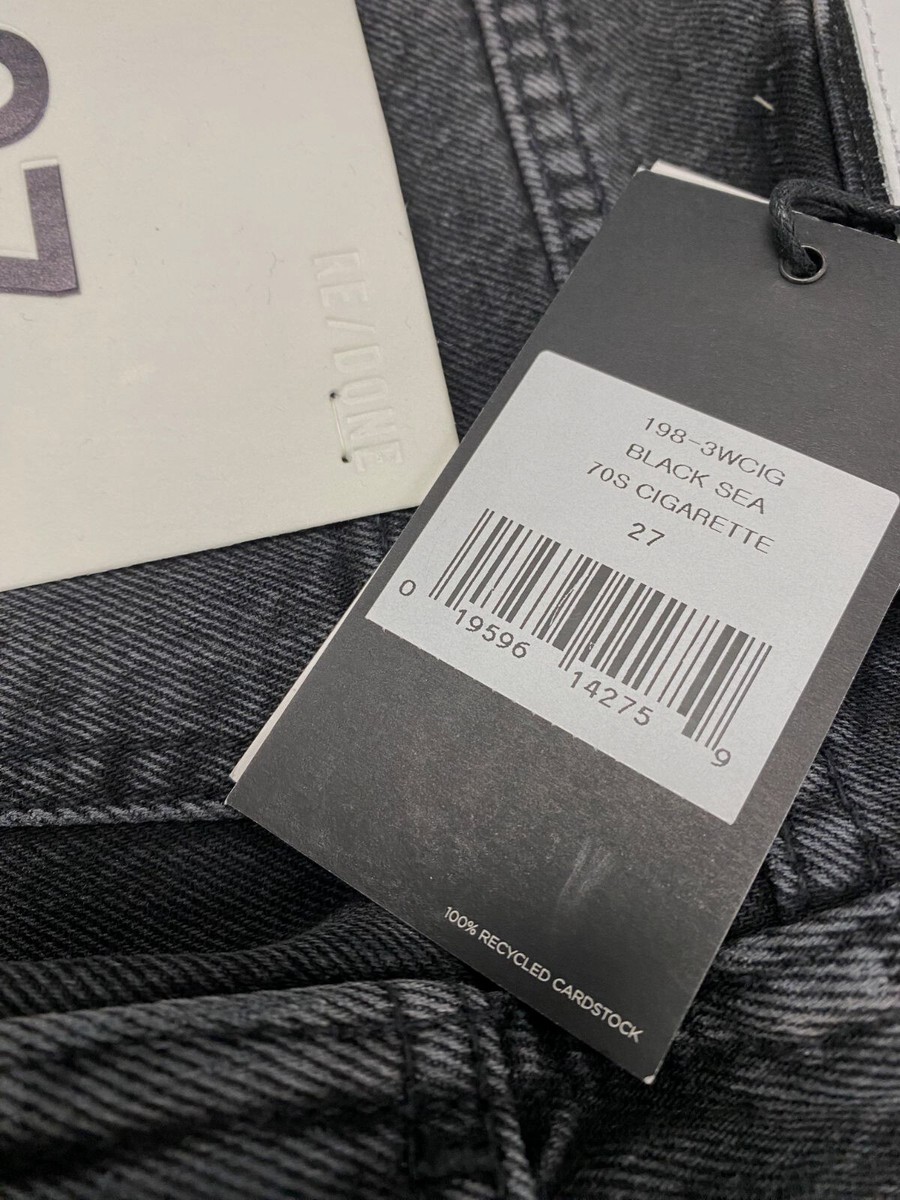 RE/DONE
198-3WCIG
BLACK SEA
70S CIGARETTE
27
0 19596 14275 9
100% RECYCLED CARDSTOCK